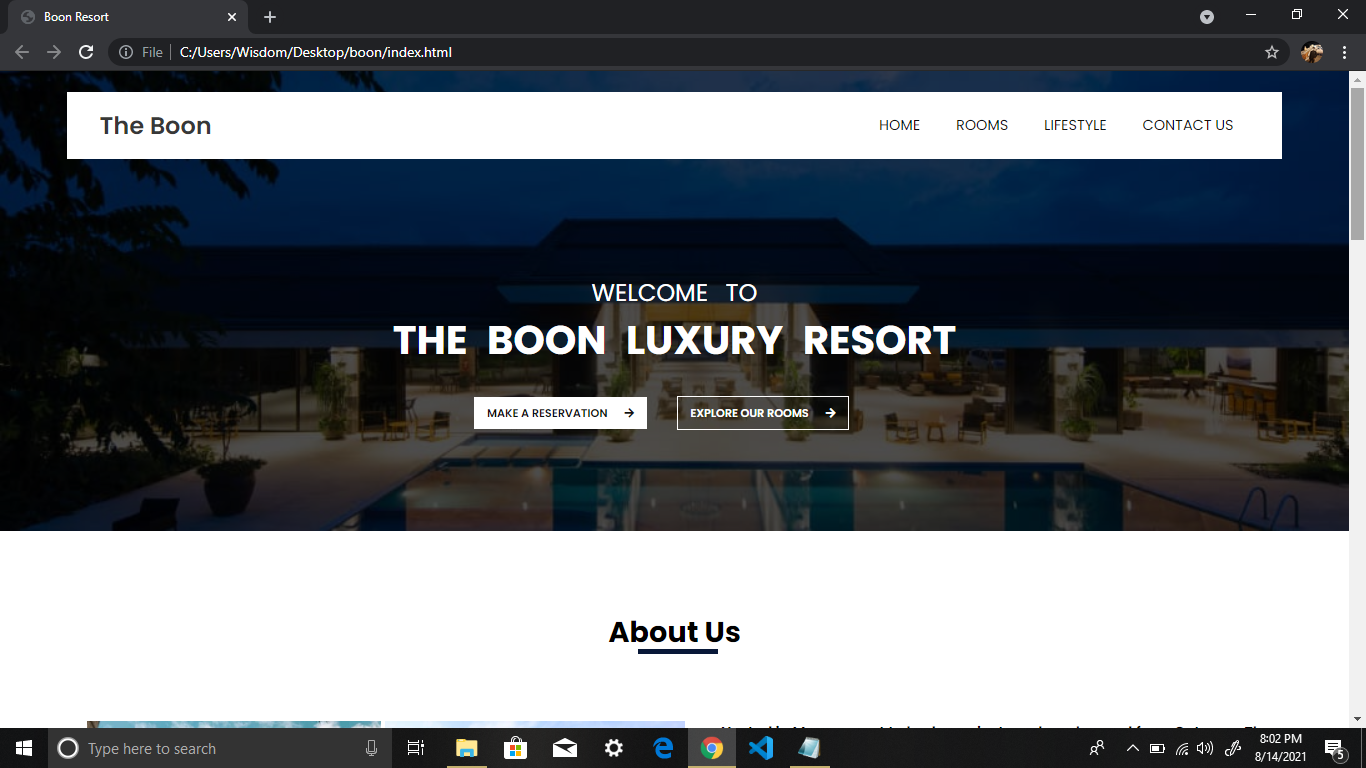 Boon Resort
File C:/Users/Wisdom/Desktop/boon/index.html
The Boon HOME ROOMS LIFESTYLE CONTACT US
WELCOME TO
THE BOON LUXURY RESORT
MAKE A RESERVATION EXPLORE OUR ROOMS
About Us
Type here to search
8:02 PM
8/14/2021
5